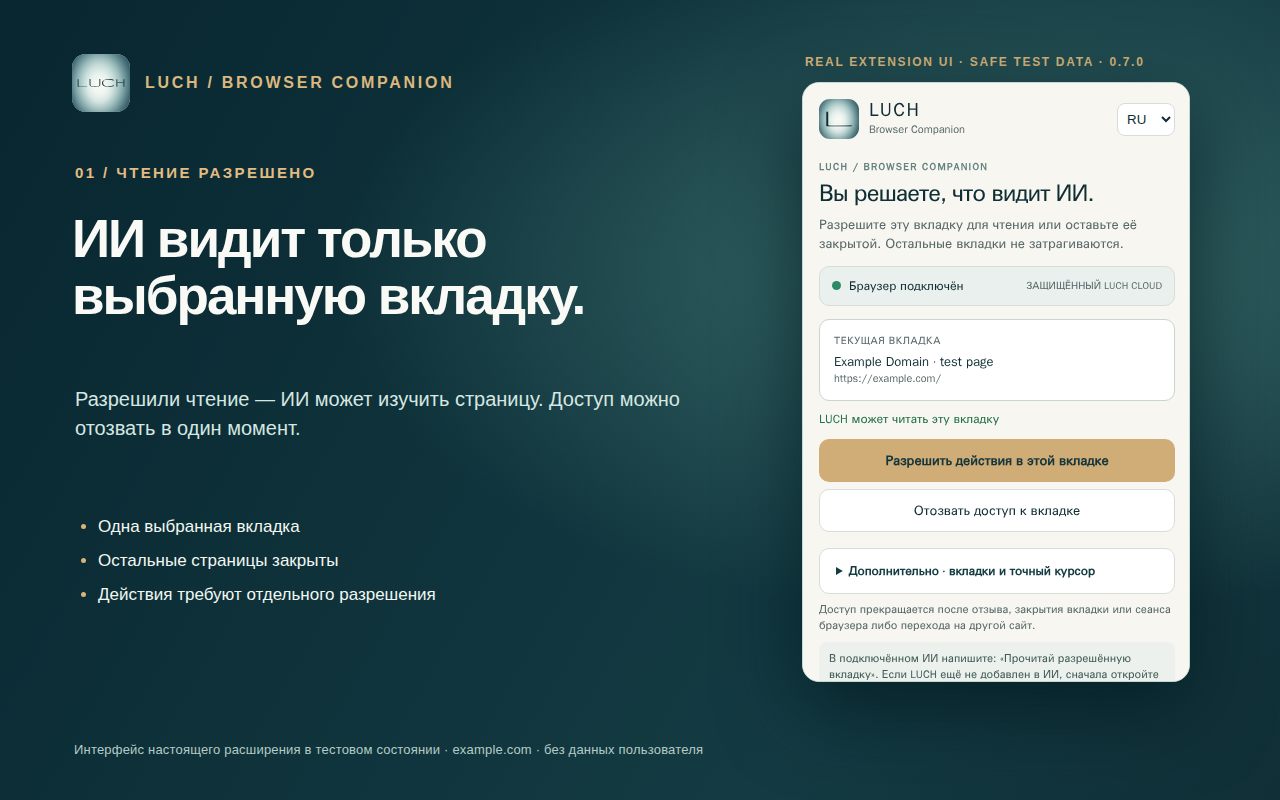 LUCH
LUCH / BROWSER COMPANION
01 / ЧТЕНИЕ РАЗРЕШЕНО
ИИ видит только
выбранную вкладку.
Разрешили чтение — ИИ может изучить страницу. Доступ можно
отозвать в один момент.
Одна выбранная вкладка
Остальные страницы закрыты
Действия требуют отдельного разрешения
Интерфейс настоящего расширения в тестовом состоянии · example.com · без данных пользователя
REAL EXTENSION UI · SAFE TEST DATA · 0.7.0
L
LUCH
Browser Companion
RU
LUCH / BROWSER COMPANION
Вы решаете, что видит ИИ.
Разрешите эту вкладку для чтения или оставьте её
закрытой. Остальные вкладки не затрагиваются.
Браузер подключён
ЗАЩИЩЁННЫЙ LUCH CLOUD
ТЕКУЩАЯ ВКЛАДКА
Example Domain · test page
https://example.com/
LUCH может читать эту вкладку
Разрешить действия в этой вкладке
Отозвать доступ к вкладке
Дополнительно · вкладки и точный курсор
Доступ прекращается после отзыва, закрытия вкладки или сеанса
браузера либо перехода на другой сайт.
В подключённом ИИ напишите: «Прочитай разрешённую
вкладку». Если LUCH ещё не добавлен в ИИ, сначала откройте